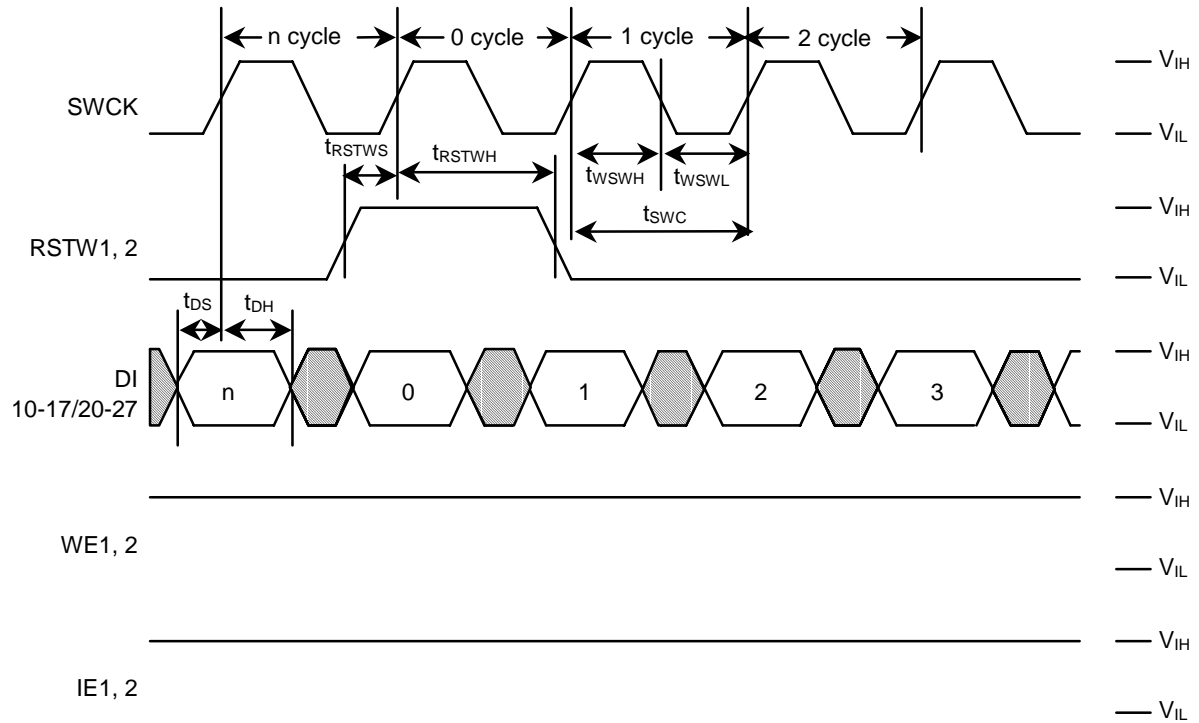 n cycle 0 cycle 1 cycle 2 cycle
VIH
SWCK
VIL
tRSTWS tRSTWH tWSWH tWSWL
tSWC
VIH
RSTW1, 2
VIL
tDS tDH
VIH
DI
10-17/20-27
n 0 1 2 3
VIL
VIH
WE1, 2
VIL
VIH
IE1, 2
VIL